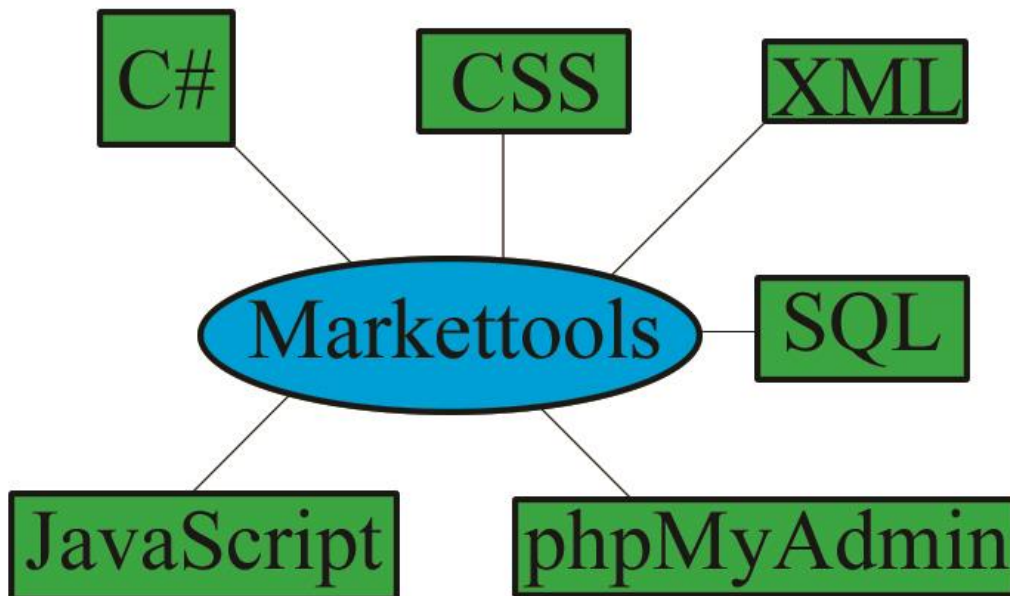 C#
CSS
XML
Markettools
SQL
JavaScript
phpMyAdmin